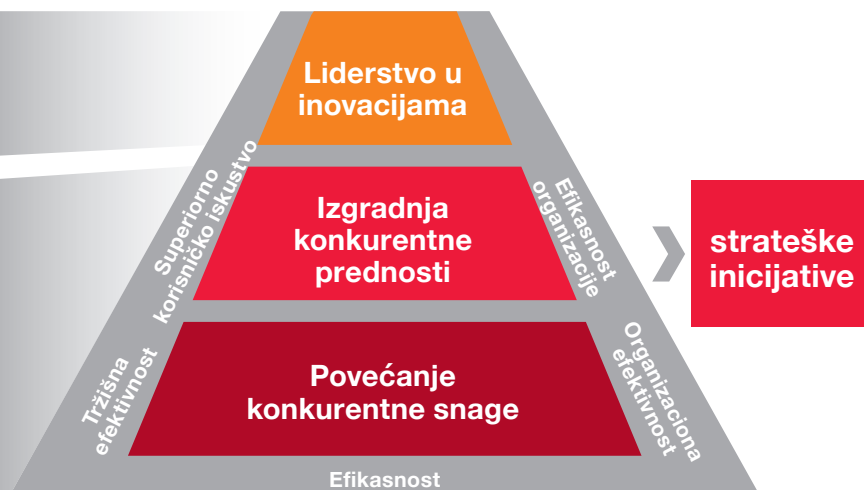 Liderstvo u
inovacijama
Superiorno
korisničko iskustvo
Izgradnja
konkurentne
prednosti
Efikasnost
organizacije
strateške
inicijative
Tržišna
efektivnost
Povećanje
konkurentne snage
Organizaciona
efektivnost
Efikasnost